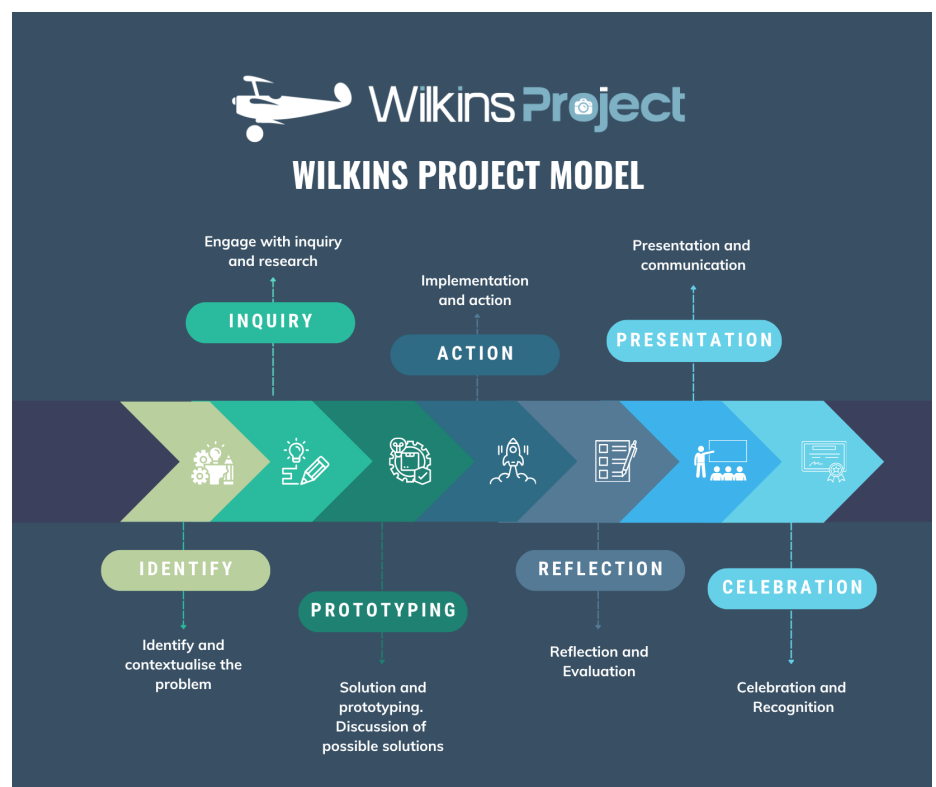 Wilkins Project
WILKINS PROJECT MODEL
Engage with inquiry
and research
INQUIRY
Implementation
and action
ACTION
Presentation and
communication
PRESENTATION
IDENTIFY
Identify and
contextualise the
problem
PROTOTYPING
Solution and
prototyping.
Discussion of
possible solutions
REFLECTION
Reflection and
Evaluation
CELEBRATION
Celebration and
Recognition